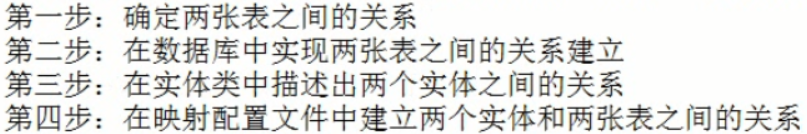 第一步：确定两张表之间的关系
第二步：在数据库中实现两张表之间的关系建立
第三步：在实体类中描述出两个实体之间的关系
第四步：在映射配置文件中建立两个实体和两张表之间的关系